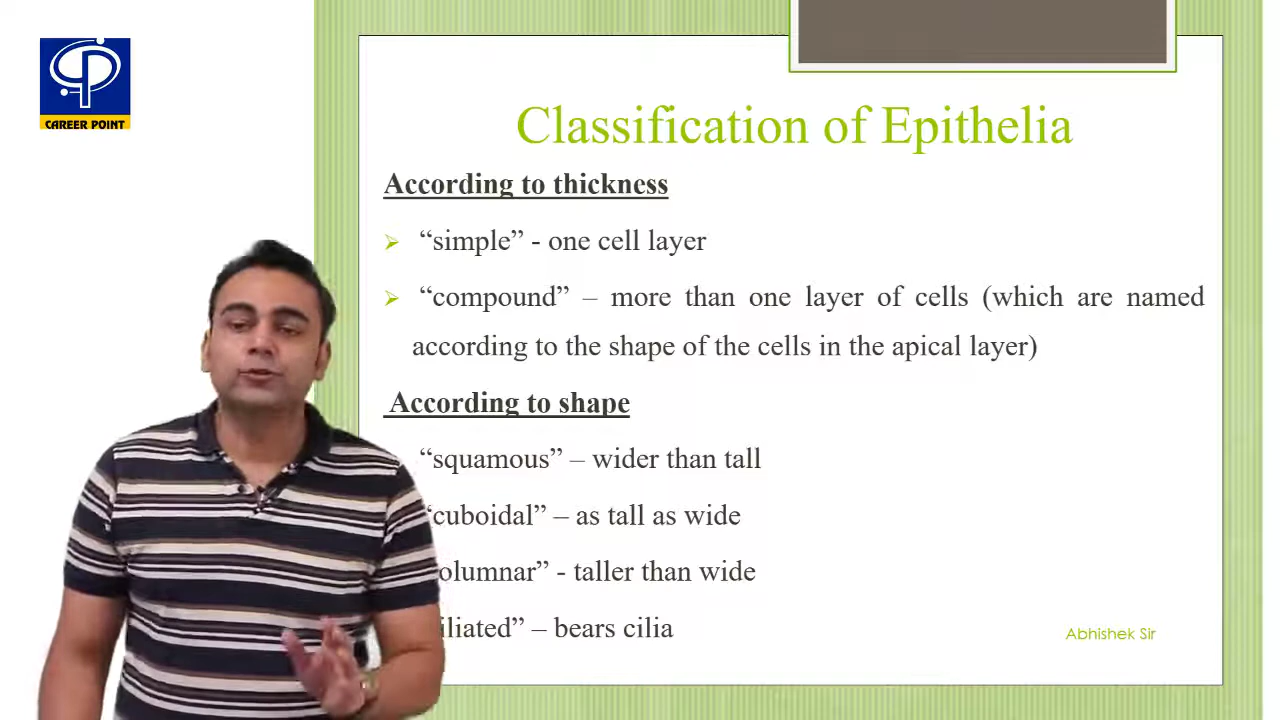 CAREER POINT
Classification of Epithelia
According to thickness
“simple” - one cell layer
“compound” – more than one layer of cells (which are named
according to the shape of the cells in the apical layer)
According to shape
“squamous” – wider than tall
cuboidal” – as tall as wide
olumnar” - taller than wide
iliated” – bears cilia
Abhishek Sir